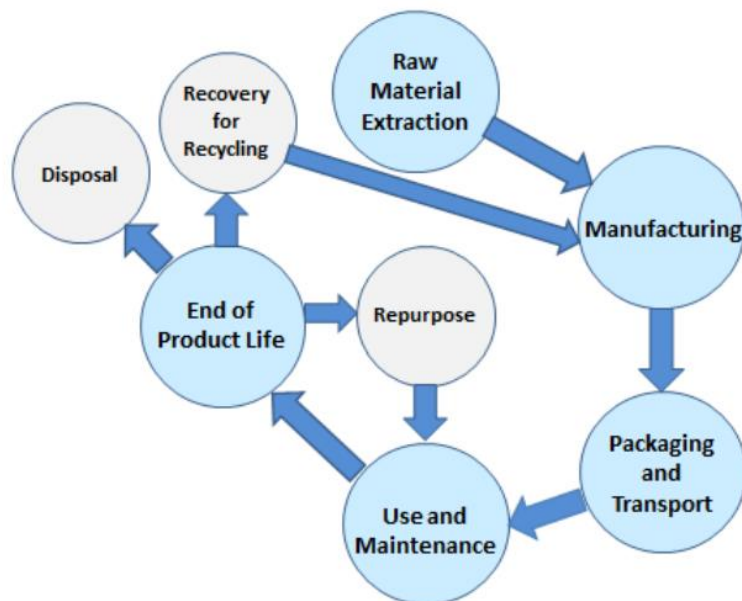 Raw
Material
Extraction
Recovery
for
Recycling
Disposal
Manufacturing
End of
Product Life
Repurpose
Packaging
and
Transport
Use and
Maintenance